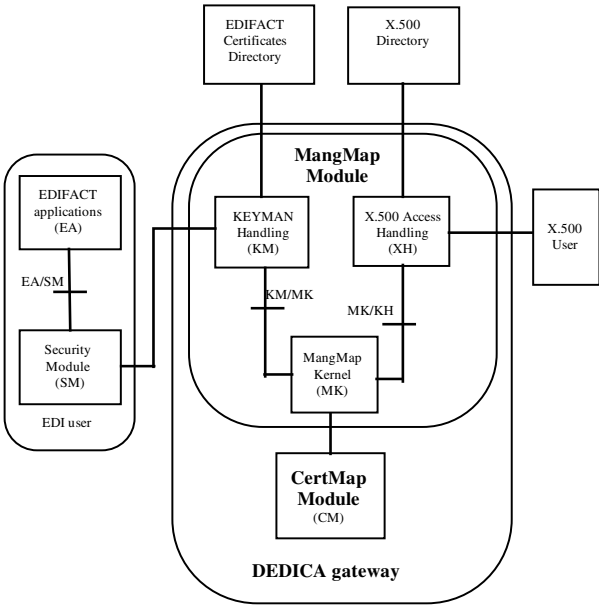 EDIFACT
Certificates
Directory
X.500
Directory
MangMap
Module
EDIFACT
applications
(EA)
KEYMAN
Handling
(KM)
X.500 Access
Handling
(XH)
X.500
User
EA/SM
KM/MK
MK/KH
Security
Module
(SM)
MangMap
Kernel
(MK)
EDI user
CertMap
Module
(CM)
DEDICA gateway